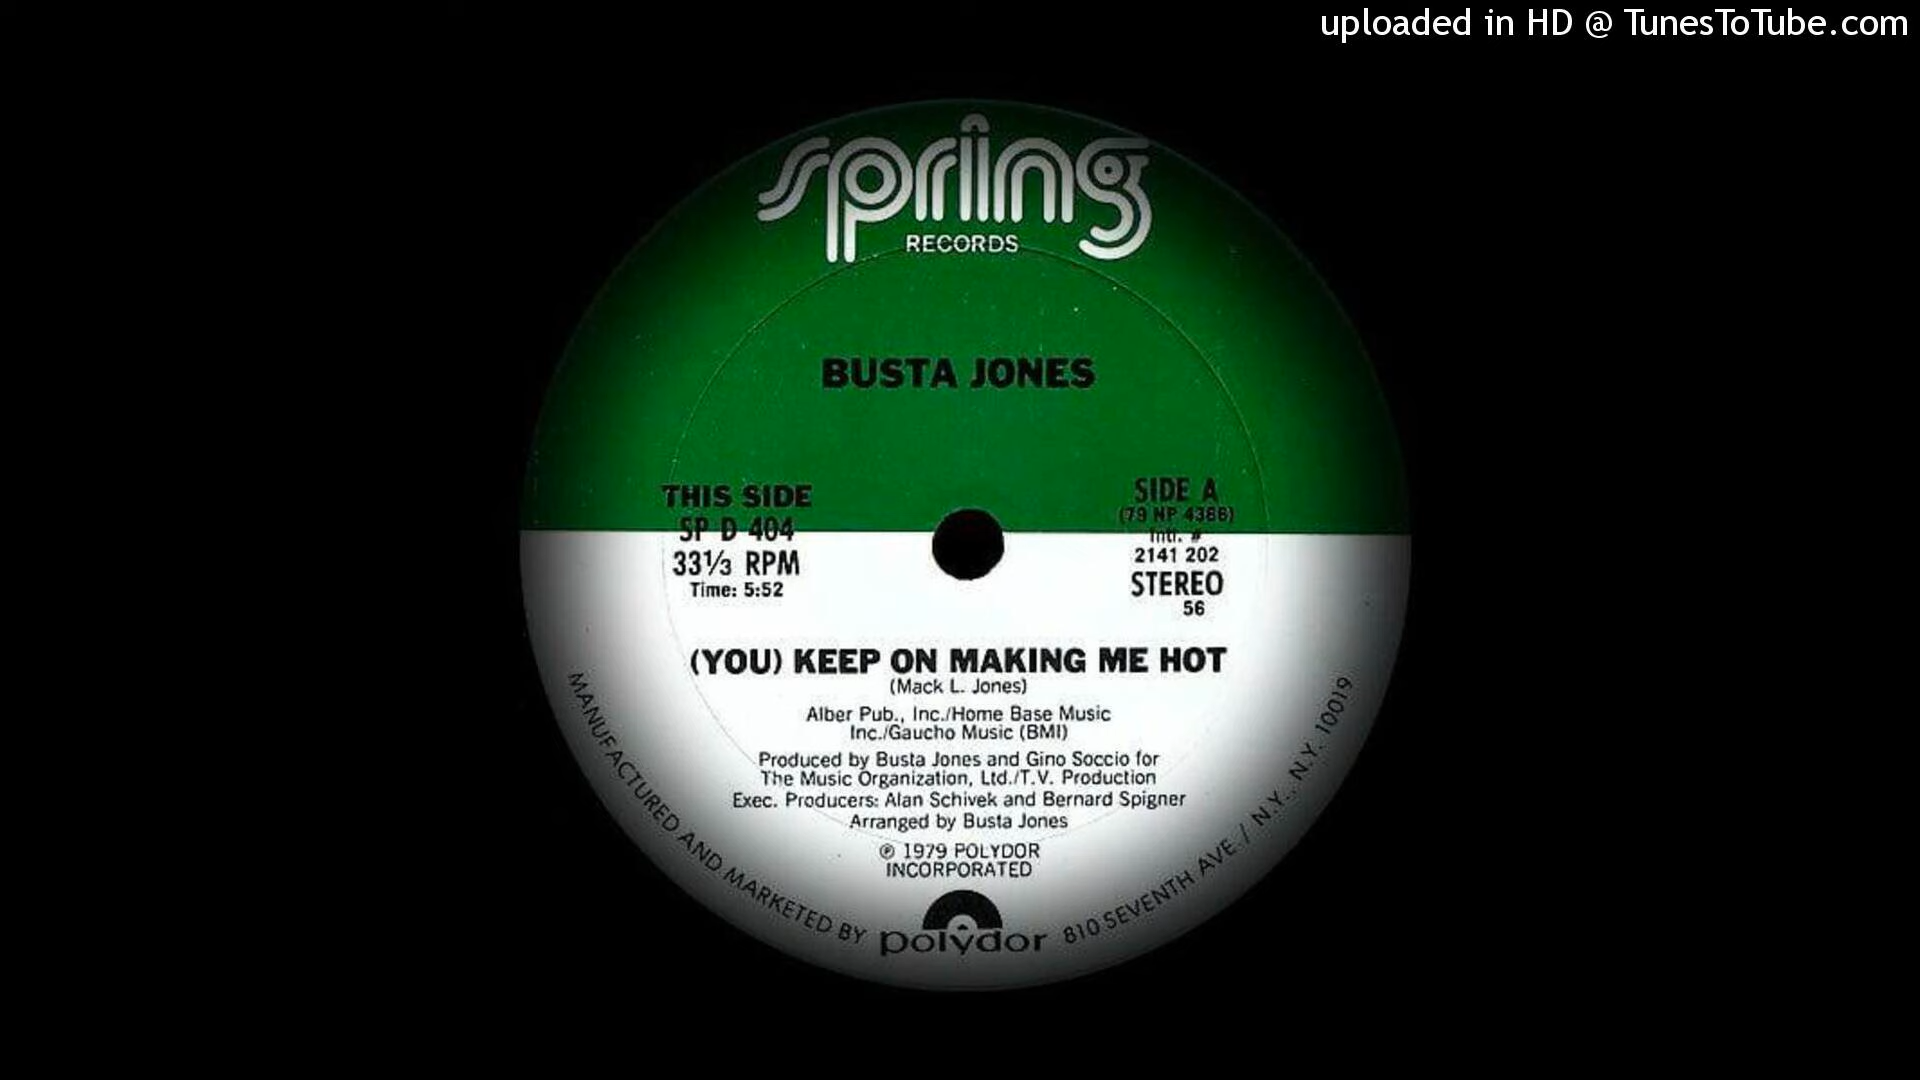 uploaded in HD @ TunesToTube.com
spring
RECORDS
BUSTA JONES
THIS SIDE
SP D 404
33⅓ RPM
Time: 5:52
SIDE A
(79 NP 4366)
Intl. #
2141 202
STEREO
56
(YOU) KEEP ON MAKING ME HOT
(Mack L. Jones)
Alber Pub., Inc./Home Base Music
Inc./Gaucho Music (BMI)
Produced by Busta Jones and Gino Soccio for
The Music Organization, Ltd./T.V. Production
Exec. Producers: Alan Schivek and Bernard Spigner
Arranged by Busta Jones
℗ 1979 POLYDOR
INCORPORATED
MANUFACTURED AND MARKETED BY polydor 810 SEVENTH AVE. / N.Y., N.Y. 10019